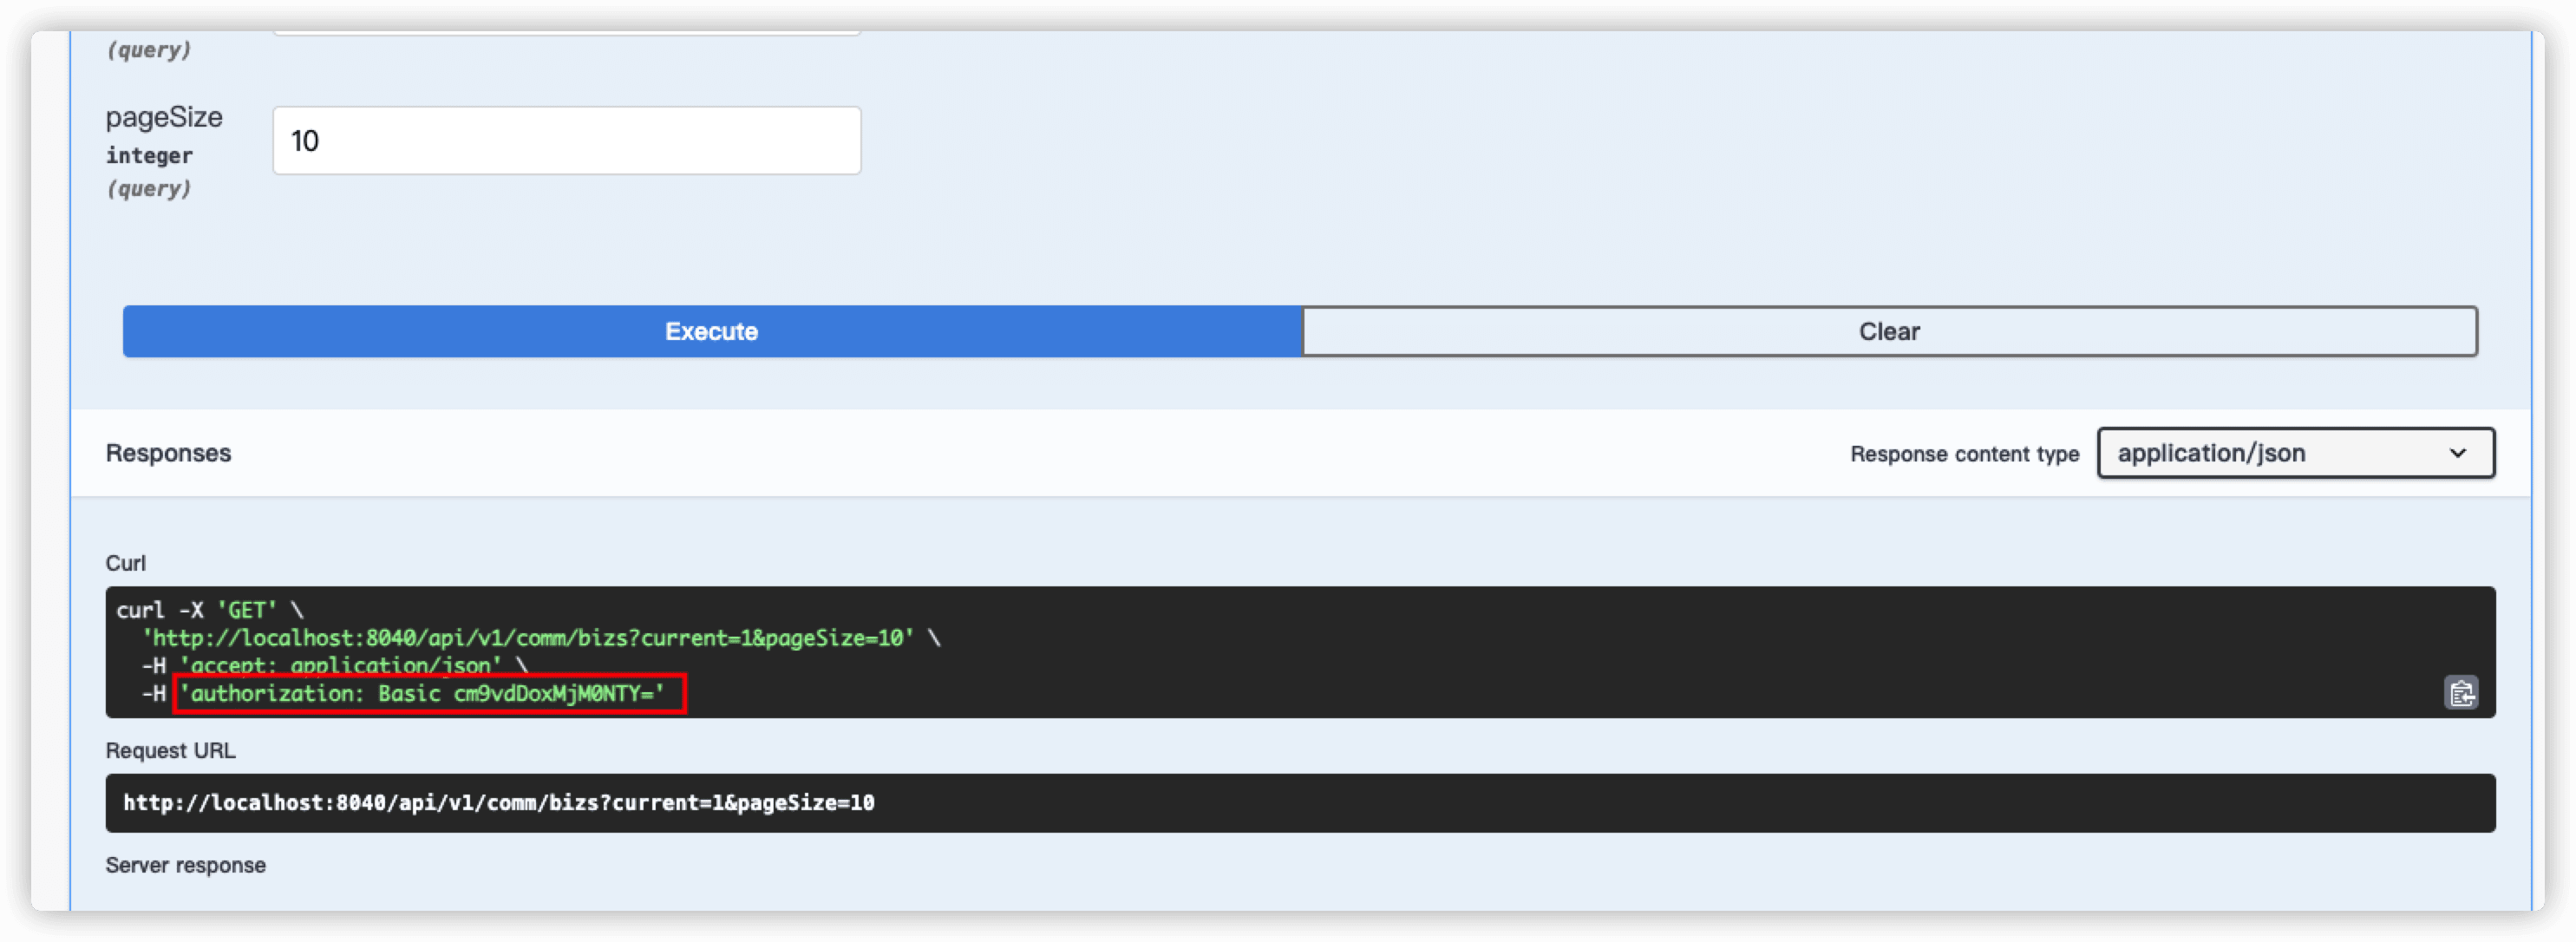 (query)
pageSize
integer
(query)
10
Execute
Clear
Responses
Response content type
application/json
Curl
curl -X 'GET' \
'http://localhost:8040/api/v1/comm/bizs?current=1&pageSize=10' \
-H 'accept: application/json' \
-H 'authorization: Basic cm9vdDoxMjM0NTY='
Request URL
http://localhost:8040/api/v1/comm/bizs?current=1&pageSize=10
Server response